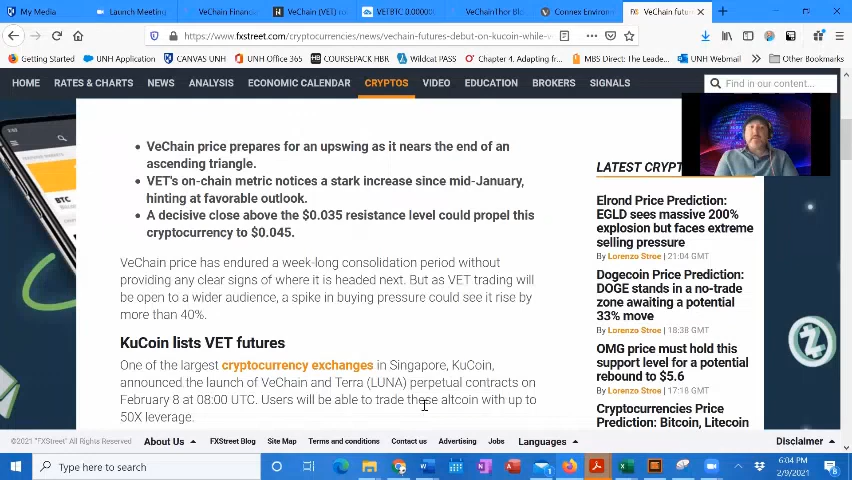 My Media
Launch Meeting
VeChain Financi
VeChain (VET) ro
VETBTC 0.00000
VeChainThor Blo
Connex Environ
VeChain futur
https://www.fxstreet.com/cryptocurrencies/news/vechain-futures-debut-on-kucoin-while-v
Getting Started
Launch Application
CANVAS UNH
UNH Office 365
COURSEPACK HBR
Wildcat PASS
Chapter 4. Adapting fr...
MBS Direct: The Leade...
UNH Webmail
Other Bookmarks
HOME
RATES & CHARTS
NEWS
ANALYSIS
ECONOMIC CALENDAR
CRYPTOS
VIDEO
EDUCATION
BROKERS
SIGNALS
Find in our content...
BTC
• VeChain price prepares for an upswing as it nears the end of an
ascending triangle.
• VET's on-chain metric notices a stark increase since mid-January,
hinting at favorable outlook.
• A decisive close above the $0.035 resistance level could propel this
cryptocurrency to $0.045.
VeChain price has endured a week-long consolidation period without
providing any clear signs of where it is headed next. But as VET trading will
be open to a wider audience, a spike in buying pressure could see it rise by
more than 40%.
KuCoin lists VET futures
One of the largest cryptocurrency exchanges in Singapore, KuCoin,
announced the launch of VeChain and Terra (LUNA) perpetual contracts on
February 8 at 08:00 UTC. Users will be able to trade these altcoin with up to
50X leverage.
LATEST CRYPT
Elrond Price Prediction:
EGLD sees massive 200%
explosion but faces extreme
selling pressure
By Lorenzo Stroe | 21:04 GMT
Dogecoin Price Prediction:
DOGE stands in a no-trade
zone awaiting a potential
33% move
By Lorenzo Stroe | 18:38 GMT
OMG price must hold this
support level for a potential
rebound to $5.6
By Lorenzo Stroe | 17:18 GMT
Cryptocurrencies Price
Prediction: Bitcoin, Litecoin
©2021 "FXStreet" All Rights Reserved
About Us
FXStreet Blog
Site Map
Terms and conditions
Contact us
Advertising
Jobs
Languages
Disclaimer
Type here to search
6:04 PM
2/9/2021